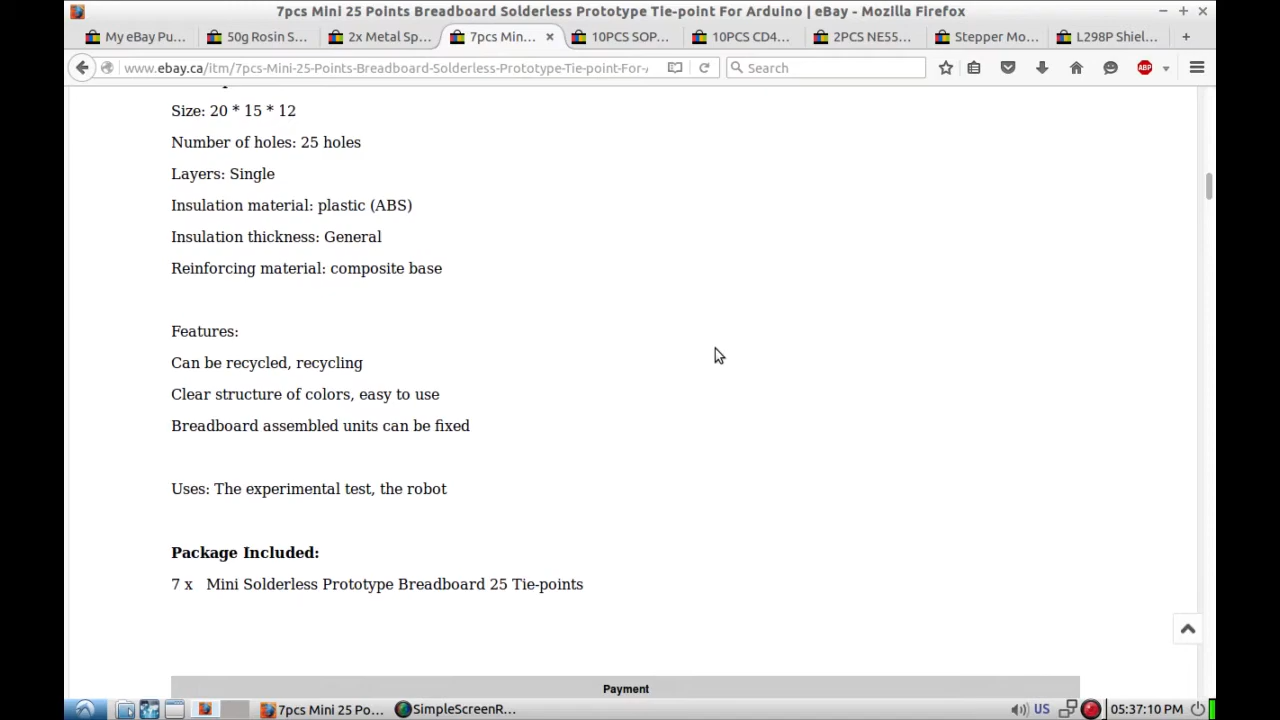 7pcs Mini 25 Points Breadboard Solderless Prototype Tie-point For Arduino | eBay - Mozilla Firefox
My eBay Pu...
50g Rosin S...
2x Metal Sp...
7pcs Min...
10PCS SOP...
10PCS CD4...
2PCS NE55...
Stepper Mo...
L298P Shiel...
www.ebay.ca/itm/7pcs-Mini-25-Points-Breadboard-Solderless-Prototype-Tie-point-For-
Search
ABP
Size: 20 * 15 * 12
Number of holes: 25 holes
Layers: Single
Insulation material: plastic (ABS)
Insulation thickness: General
Reinforcing material: composite base
Features:
Can be recycled, recycling
Clear structure of colors, easy to use
Breadboard assembled units can be fixed
Uses: The experimental test, the robot
Package Included:
7 x Mini Solderless Prototype Breadboard 25 Tie-points
Payment
7pcs Mini 25 Po...
SimpleScreenR...
US
05:37:10 PM